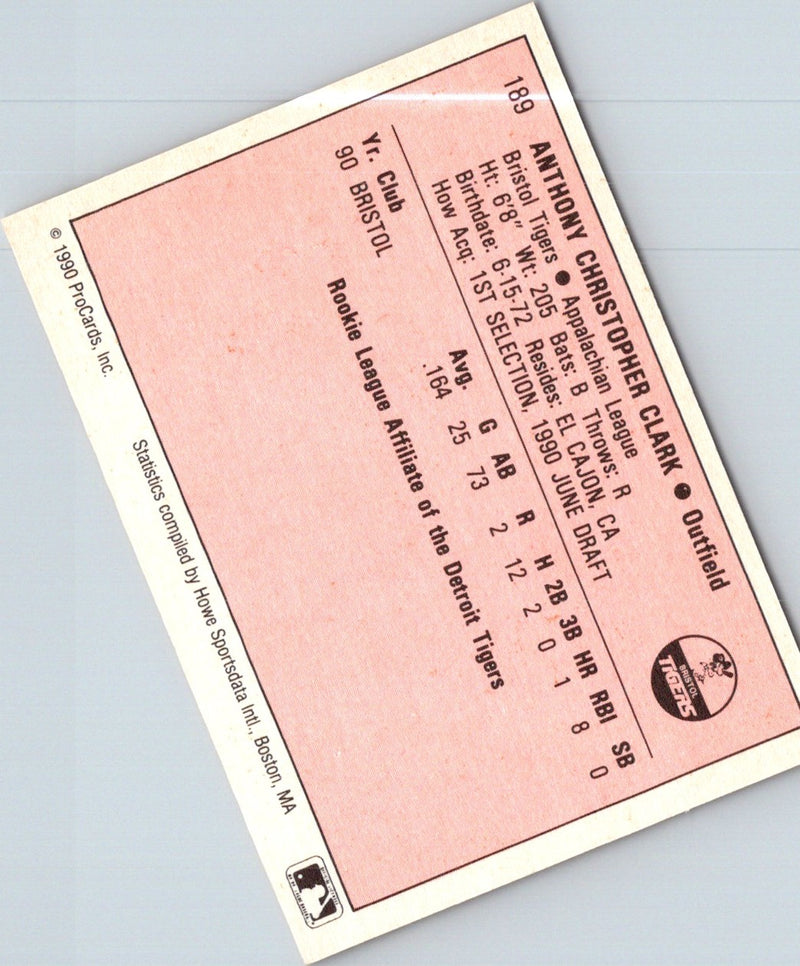 189 ANTHONY CHRISTOPHER CLARK ● Outfield
Bristol Tigers ● Appalachian League
Ht: 6'8" Wt: 205 Bats: B Throws: R
Birthdate: 6-15-72 Resides: EL CAJON, CA
How Acq: 1ST SELECTION, 1990 JUNE DRAFT
BRISTOL
TIGERS
Yr. Club Avg. G AB R H 2B 3B HR RBI SB
90 BRISTOL .164 25 73 2 12 2 0 1 8 0
Rookie League Affiliate of the Detroit Tigers
© 1990 ProCards, Inc. Statistics compiled by Howe Sportsdata Intl., Boston, MA